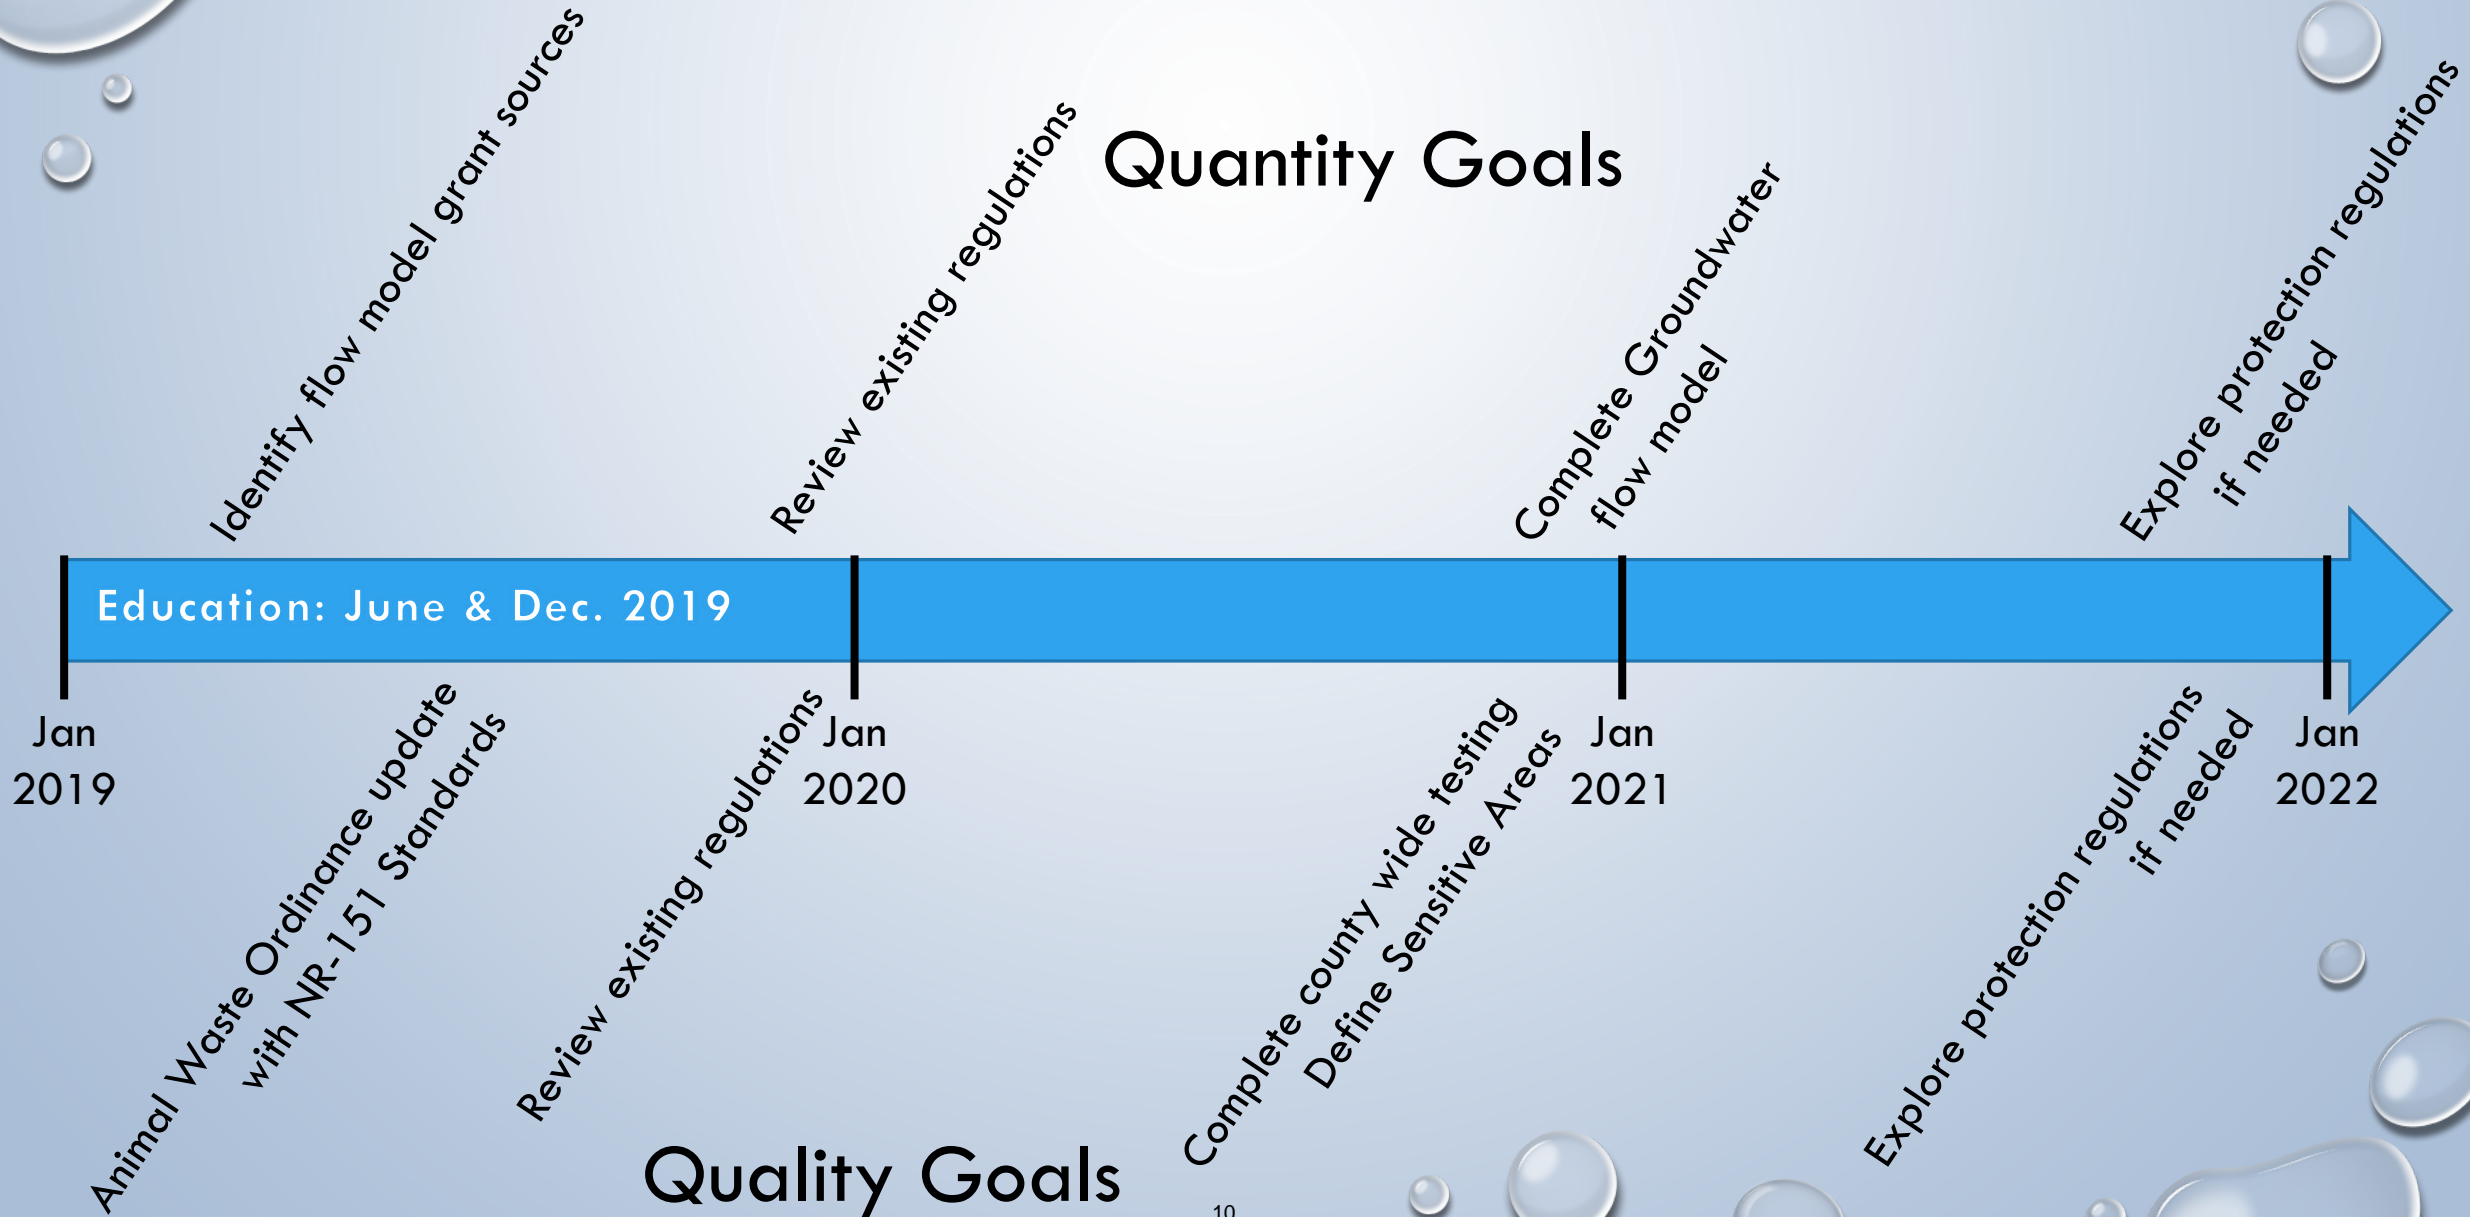 Quantity Goals
Identify flow model grant sources
Review existing regulations
Complete Groundwater
flow model
Explore protection regulations
if needed
Education: June & Dec. 2019
Jan
2019
Jan
2020
Jan
2021
Jan
2022
Animal Waste Ordinance update
with NR-151 Standards
Review existing regulations
Complete county wide testing
Define Sensitive Areas
Explore protection regulations
if needed
Quality Goals
10